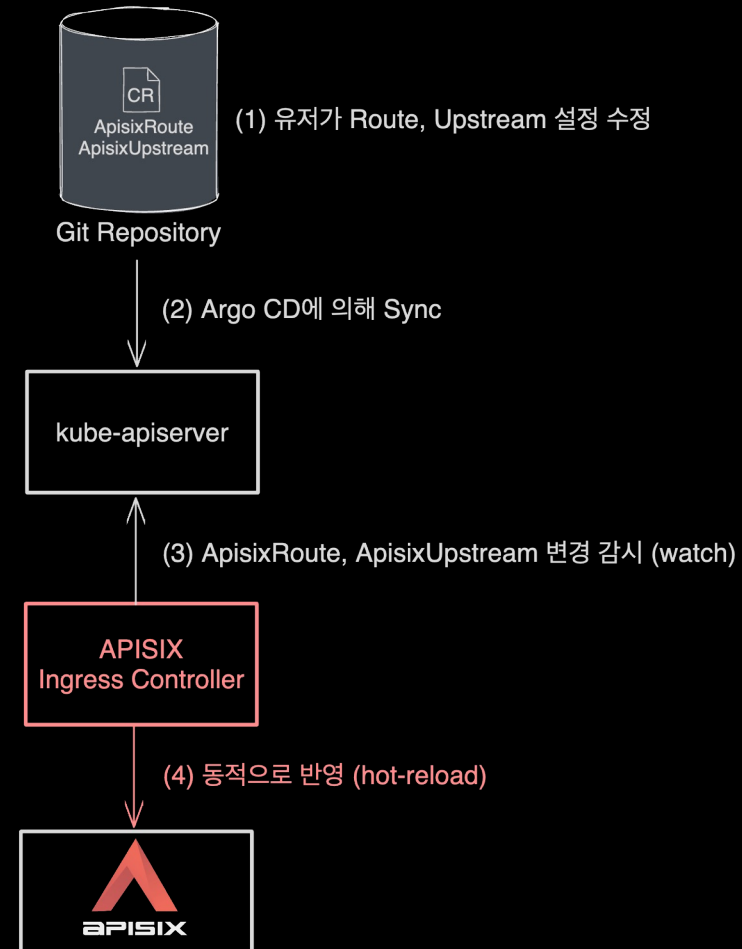 CR
ApisixRoute
ApisixUpstream
(1) 유저가 Route, Upstream 설정 수정
Git Repository
(2) Argo CD에 의해 Sync
kube-apiserver
(3) ApisixRoute, ApisixUpstream 변경 감시 (watch)
APISIX
Ingress Controller
(4) 동적으로 반영 (hot-reload)
APISIX